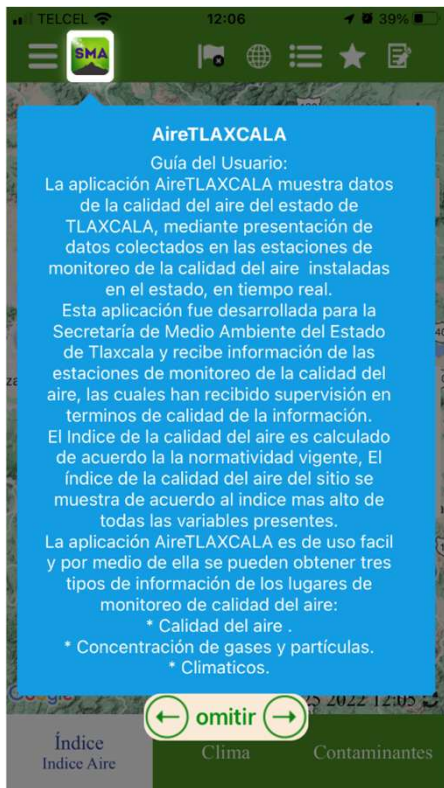 TELCEL 12:06 39%
SMA
AireTLAXCALA
Guía del Usuario:
La aplicación AireTLAXCALA muestra datos
de la calidad del aire del estado de
TLAXCALA, mediante presentación de
datos colectados en las estaciones de
monitoreo de la calidad del aire instaladas
en el estado, en tiempo real.
Esta aplicación fue desarrollada para la
Secretaría de Medio Ambiente del Estado
de Tlaxcala y recibe información de las
estaciones de monitoreo de la calidad del
aire, las cuales han recibido supervisión en
terminos de calidad de la información.
El Indice de la calidad del aire es calculado
de acuerdo la la normatividad vigente, El
índice de la calidad del aire del sitio se
muestra de acuerdo al indice mas alto de
todas las variables presentes.
La aplicación AireTLAXCALA es de uso facil
y por medio de ella se pueden obtener tres
tipos de información de los lugares de
monitoreo de calidad del aire:
* Calidad del aire .
* Concentración de gases y partículas.
* Climaticos.
25 2022 12:05
omitir
Índice
Indice Aire
Clima
Contaminantes